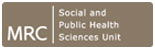 MRC
Social and
Public Health
Sciences Unit